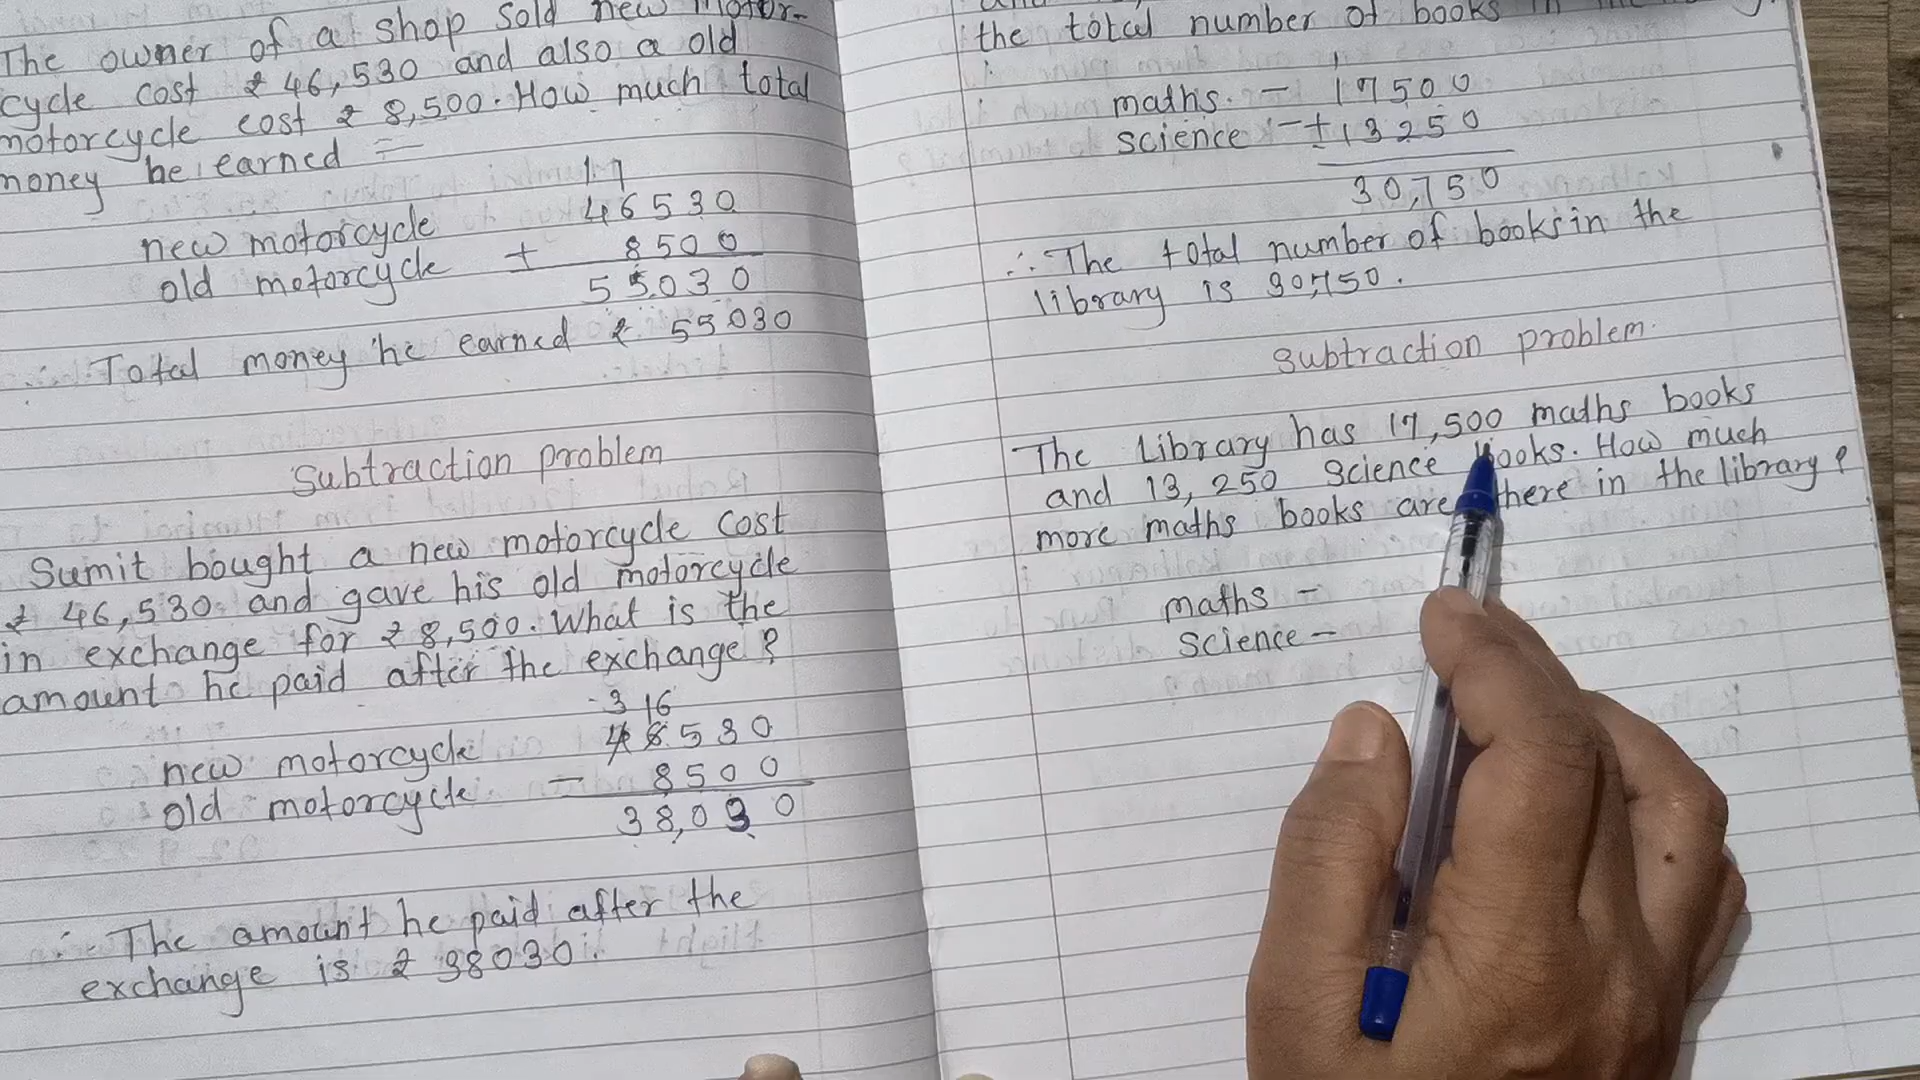 The owner of a shop sold new motor-
cycle cost ₹ 46,530 and also a old
motorcycle cost ₹ 8,500. How much total
money he earned =
1 7
new motorcycle 46530
old motorcycle + 8500
55030
∴ Total money he earned ₹ 55030
Subtraction problem
Sumit bought a new motorcycle cost
₹ 46,530 and gave his old motorcycle
in exchange for ₹ 8,500. What is the
amount he paid after the exchange?
3 16
new motorcycle 46530
old motorcycle - 8500
38,030
∴ The amount he paid after the
exchange is ₹ 38030.
the total number of books in the
1
maths - 17500
science - +13250
30,750
∴ The total number of books in the
library is 30,750.
Subtraction problem.
The Library has 17,500 maths books
and 13,250 Science books. How much
more maths books are there in the library?
maths -
Science -